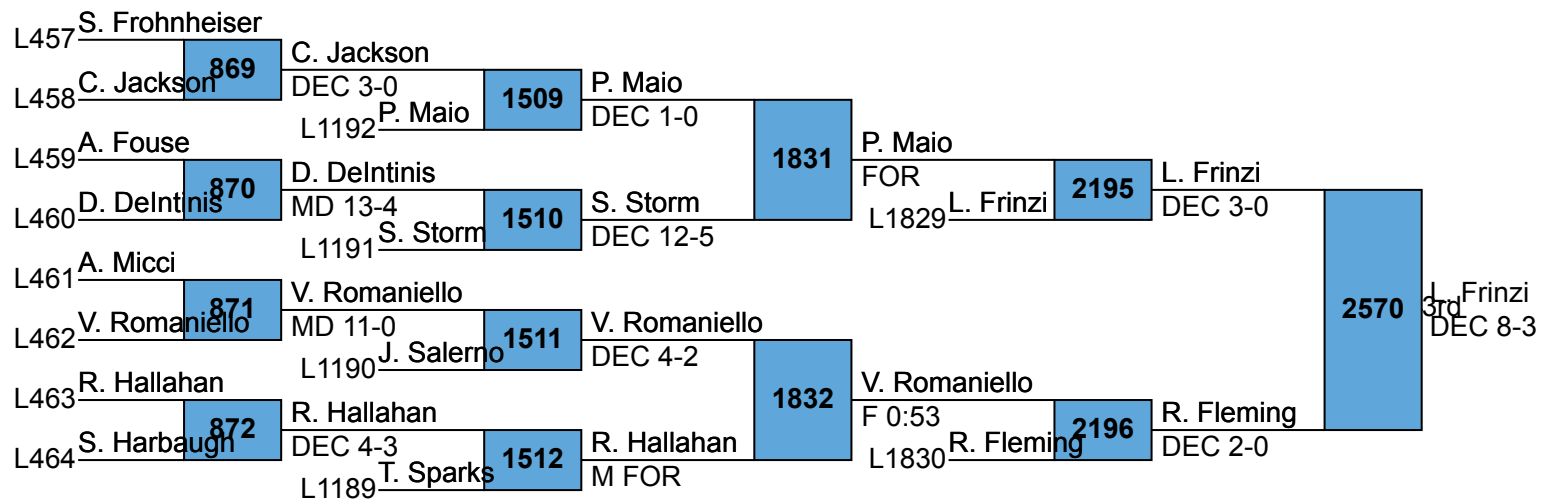 S. Frohnheiser
L457
869
C. Jackson
DEC 3-0
C. Jackson
L458
1509
P. Maio
DEC 1-0
P. Maio
L1192
A. Fouse
L459
870
D. DeIntinis
MD 13-4
D. DeIntinis
L460
1510
S. Storm
DEC 12-5
S. Storm
L1191
1831
P. Maio
FOR
L. Frinzi
L1829
2195
L. Frinzi
DEC 3-0
A. Micci
L461
871
V. Romaniello
MD 11-0
V. Romaniello
L462
1511
V. Romaniello
DEC 4-2
J. Salerno
L1190
R. Hallahan
L463
872
R. Hallahan
DEC 4-3
S. Harbaugh
L464
1512
R. Hallahan
M FOR
T. Sparks
L1189
1832
V. Romaniello
F 0:53
R. Fleming
L1830
2196
R. Fleming
DEC 2-0
2570
3rd
L. Frinzi
DEC 8-3